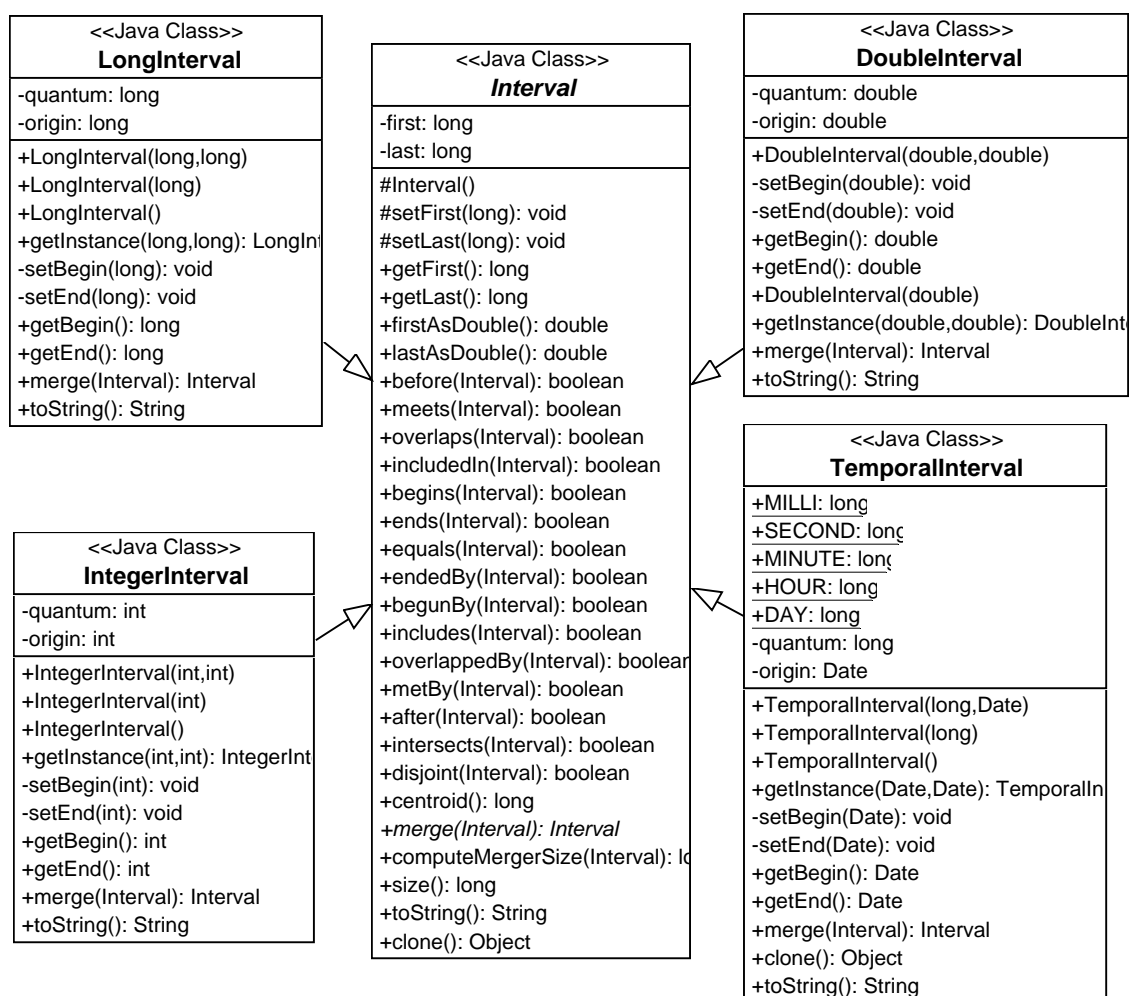 <<Java Class>>
LongInterval
-quantum: long
-origin: long
+LongInterval(long,long)
+LongInterval(long)
+LongInterval()
+getInstance(long,long): LongInt
-setBegin(long): void
-setEnd(long): void
+getBegin(): long
+getEnd(): long
+merge(Interval): Interval
+toString(): String
<<Java Class>>
IntegerInterval
-quantum: int
-origin: int
+IntegerInterval(int,int)
+IntegerInterval(int)
+IntegerInterval()
+getInstance(int,int): IntegerInt
-setBegin(int): void
-setEnd(int): void
+getBegin(): int
+getEnd(): int
+merge(Interval): Interval
+toString(): String
<<Java Class>>
Interval
-first: long
-last: long
#Interval()
#setFirst(long): void
#setLast(long): void
+getFirst(): long
+getLast(): long
+firstAsDouble(): double
+lastAsDouble(): double
+before(Interval): boolean
+meets(Interval): boolean
+overlaps(Interval): boolean
+includedIn(Interval): boolean
+begins(Interval): boolean
+ends(Interval): boolean
+equals(Interval): boolean
+endedBy(Interval): boolean
+begunBy(Interval): boolean
+includes(Interval): boolean
+overlappedBy(Interval): boolean
+metBy(Interval): boolean
+after(Interval): boolean
+intersects(Interval): boolean
+disjoint(Interval): boolean
+centroid(): long
+merge(Interval): Interval
+computeMergerSize(Interval): lo
+size(): long
+toString(): String
+clone(): Object
<<Java Class>>
DoubleInterval
-quantum: double
-origin: double
+DoubleInterval(double,double)
-setBegin(double): void
-setEnd(double): void
+getBegin(): double
+getEnd(): double
+DoubleInterval(double)
+getInstance(double,double): DoubleInt
+merge(Interval): Interval
+toString(): String
<<Java Class>>
TemporalInterval
+MILLI: long
+SECOND: long
+MINUTE: long
+HOUR: long
+DAY: long
-quantum: long
-origin: Date
+TemporalInterval(long,Date)
+TemporalInterval(long)
+TemporalInterval()
+getInstance(Date,Date): TemporalIn
-setBegin(Date): void
-setEnd(Date): void
+getBegin(): Date
+getEnd(): Date
+merge(Interval): Interval
+clone(): Object
+toString(): String